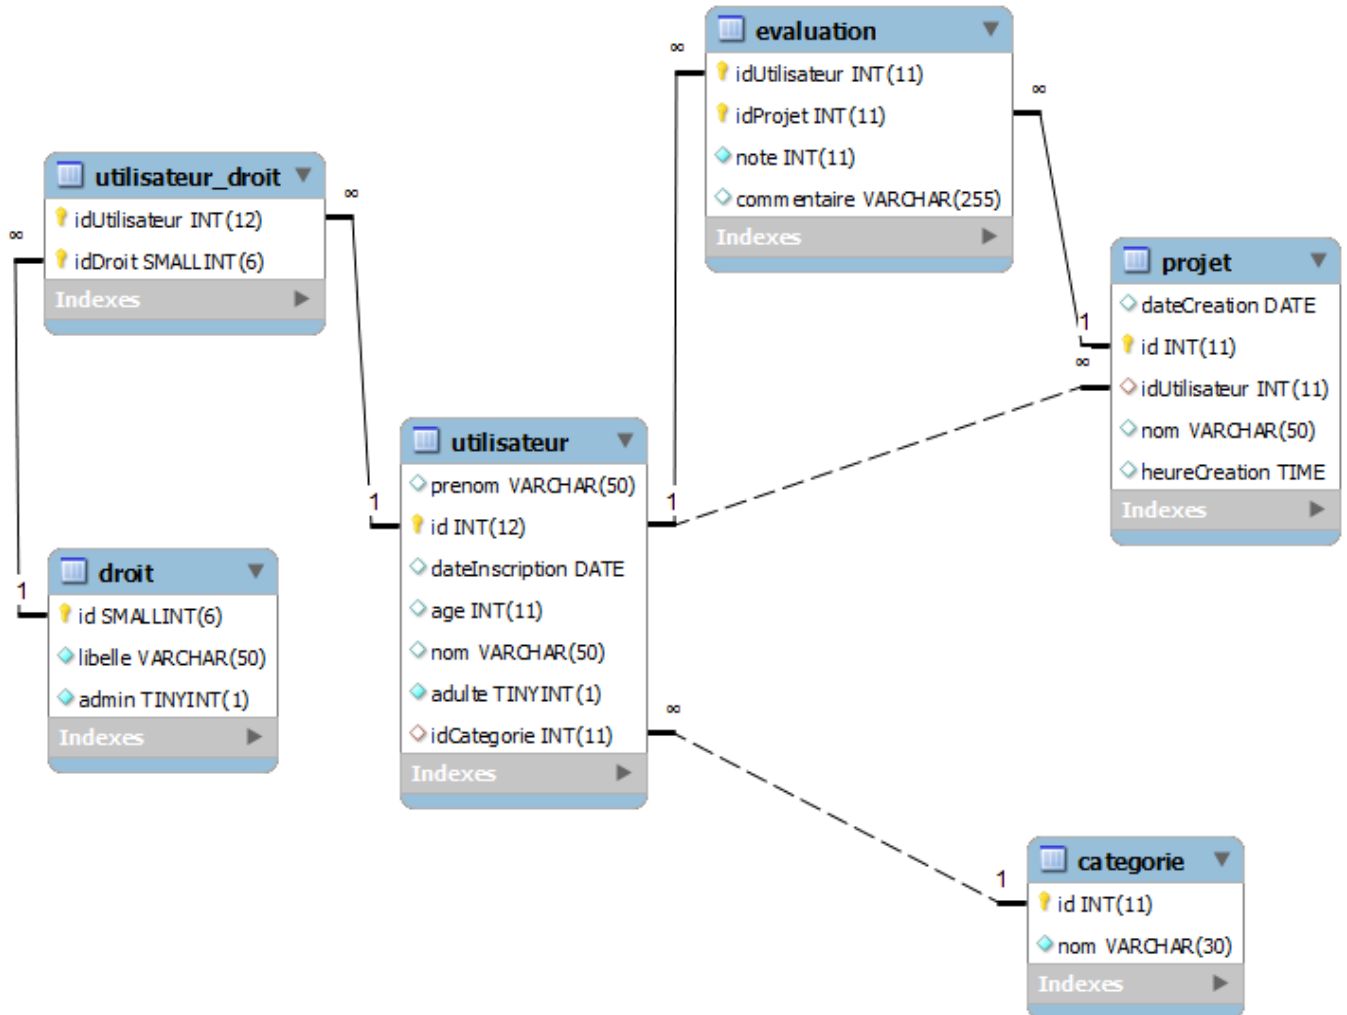 evaluation
idUtilisateur INT(11)
idProjet INT(11)
note INT(11)
commentaire VARCHAR(255)
Indexes
∞
∞
utilisateur_droit
idUtilisateur INT(12)
idDroit SMALLINT(6)
Indexes
∞
∞
projet
dateCreation DATE
id INT(11)
idUtilisateur INT(11)
nom VARCHAR(50)
heureCreation TIME
Indexes
1
∞
utilisateur
prenom VARCHAR(50)
id INT(12)
dateInscription DATE
age INT(11)
nom VARCHAR(50)
adulte TINYINT(1)
idCategorie INT(11)
Indexes
1
1
∞
droit
id SMALLINT(6)
libelle VARCHAR(50)
admin TINYINT(1)
Indexes
1
categorie
id INT(11)
nom VARCHAR(30)
Indexes
1